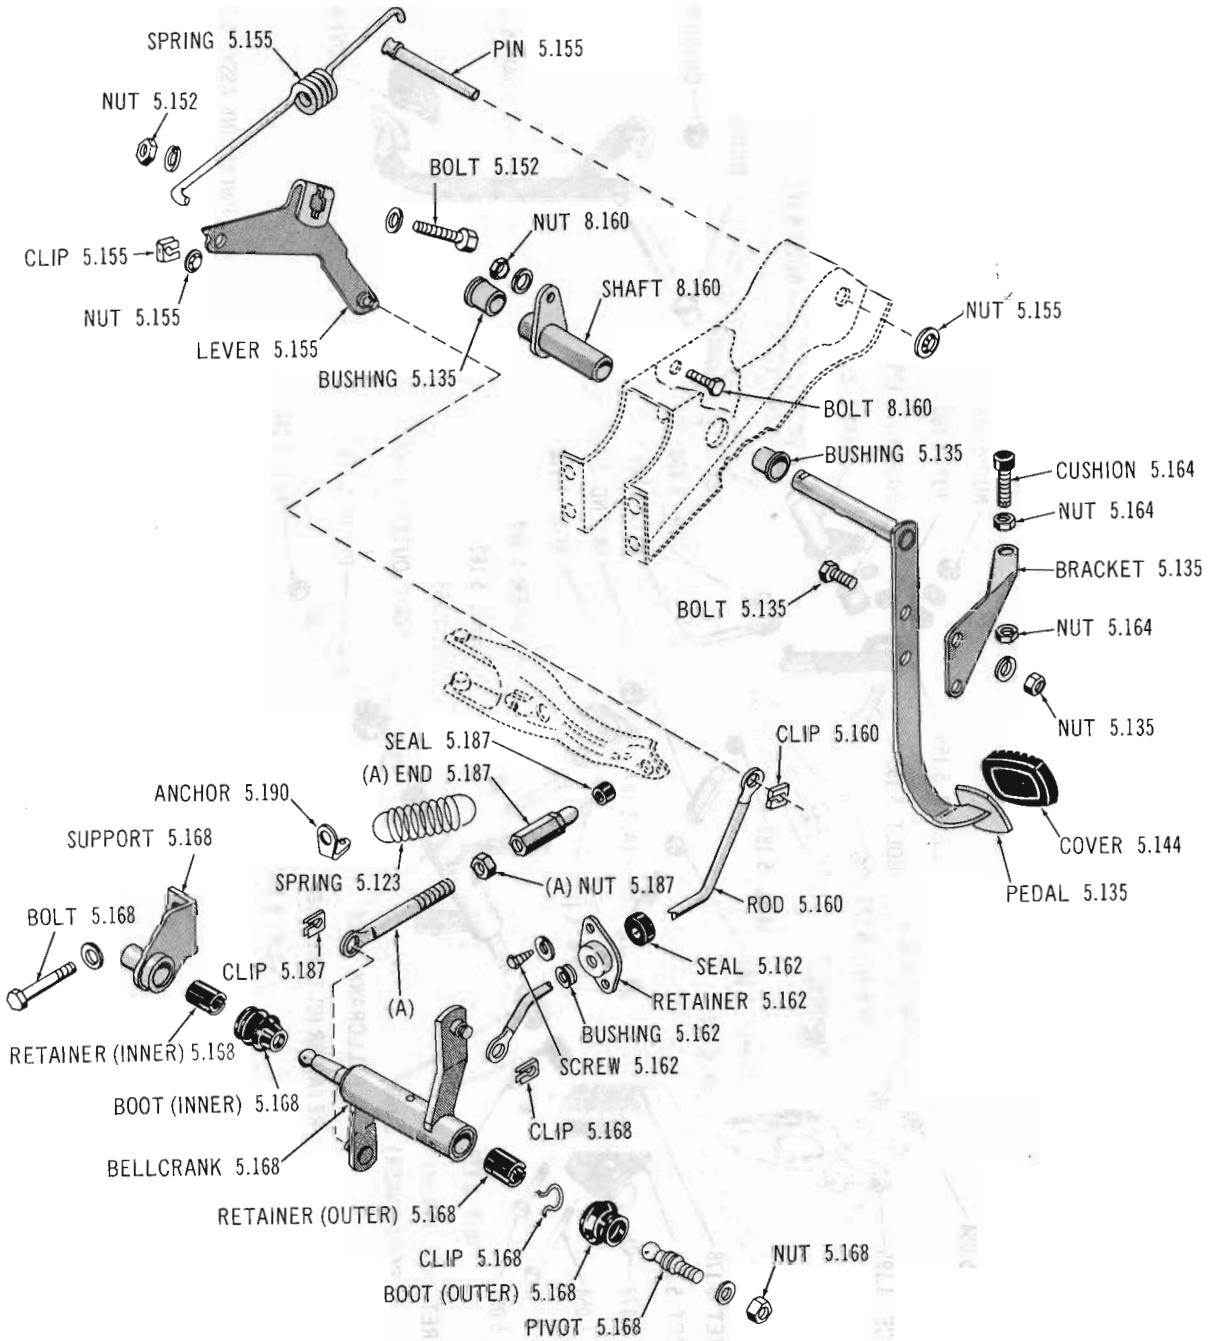 SPRING 5.155
PIN 5.155
NUT 5.152
BOLT 5.152
NUT 8.160
CLIP 5.155
SHAFT 8.160
NUT 5.155
NUT 5.155
LEVER 5.155
BUSHING 5.135
BOLT 8.160
BUSHING 5.135
CUSHION 5.164
NUT 5.164
BRACKET 5.135
BOLT 5.135
NUT 5.164
NUT 5.135
CLIP 5.160
SEAL 5.187
(A) END 5.187
ANCHOR 5.190
SUPPORT 5.168
COVER 5.144
SPRING 5.123
(A) NUT 5.187
ROD 5.160
PEDAL 5.135
BOLT 5.168
SEAL 5.162
CLIP 5.187
(A)
RETAINER 5.162
BUSHING 5.162
RETAINER (INNER) 5.168
SCREW 5.162
BOOT (INNER) 5.168
CLIP 5.168
BELLCRANK 5.168
RETAINER (OUTER) 5.168
CLIP 5.168
NUT 5.168
BOOT (OUTER) 5.168
PIVOT 5.168